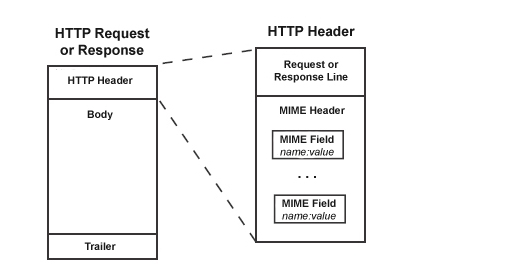 HTTP Request
or Response
HTTP Header
Body
Trailer
HTTP Header
Request or
Response Line
MIME Header
MIME Field
name:value
...
MIME Field
name:value